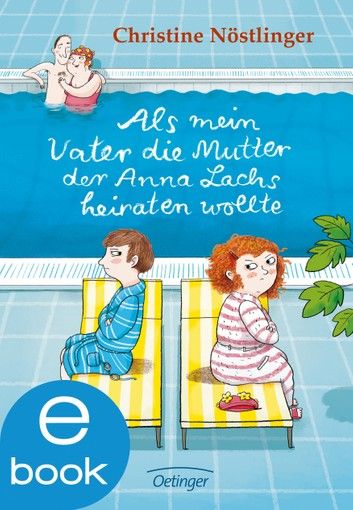 Christine Nöstlinger
Als mein
Vater die Mutter
der Anna Lachs
heiraten wollte
e
book
Oetinger